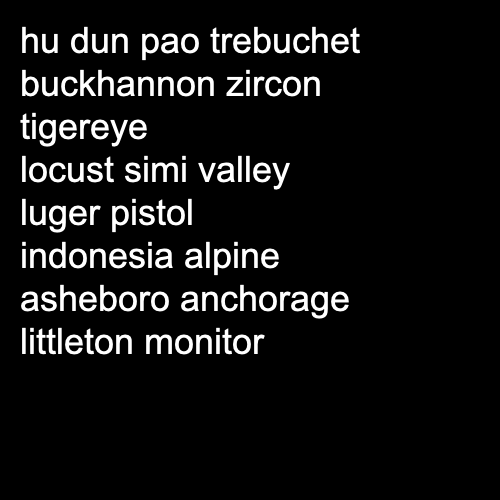 hu dun pao trebuchet
buckhannon zircon
tigereye
locust simi valley
luger pistol
indonesia alpine
asheboro anchorage
littleton monitor